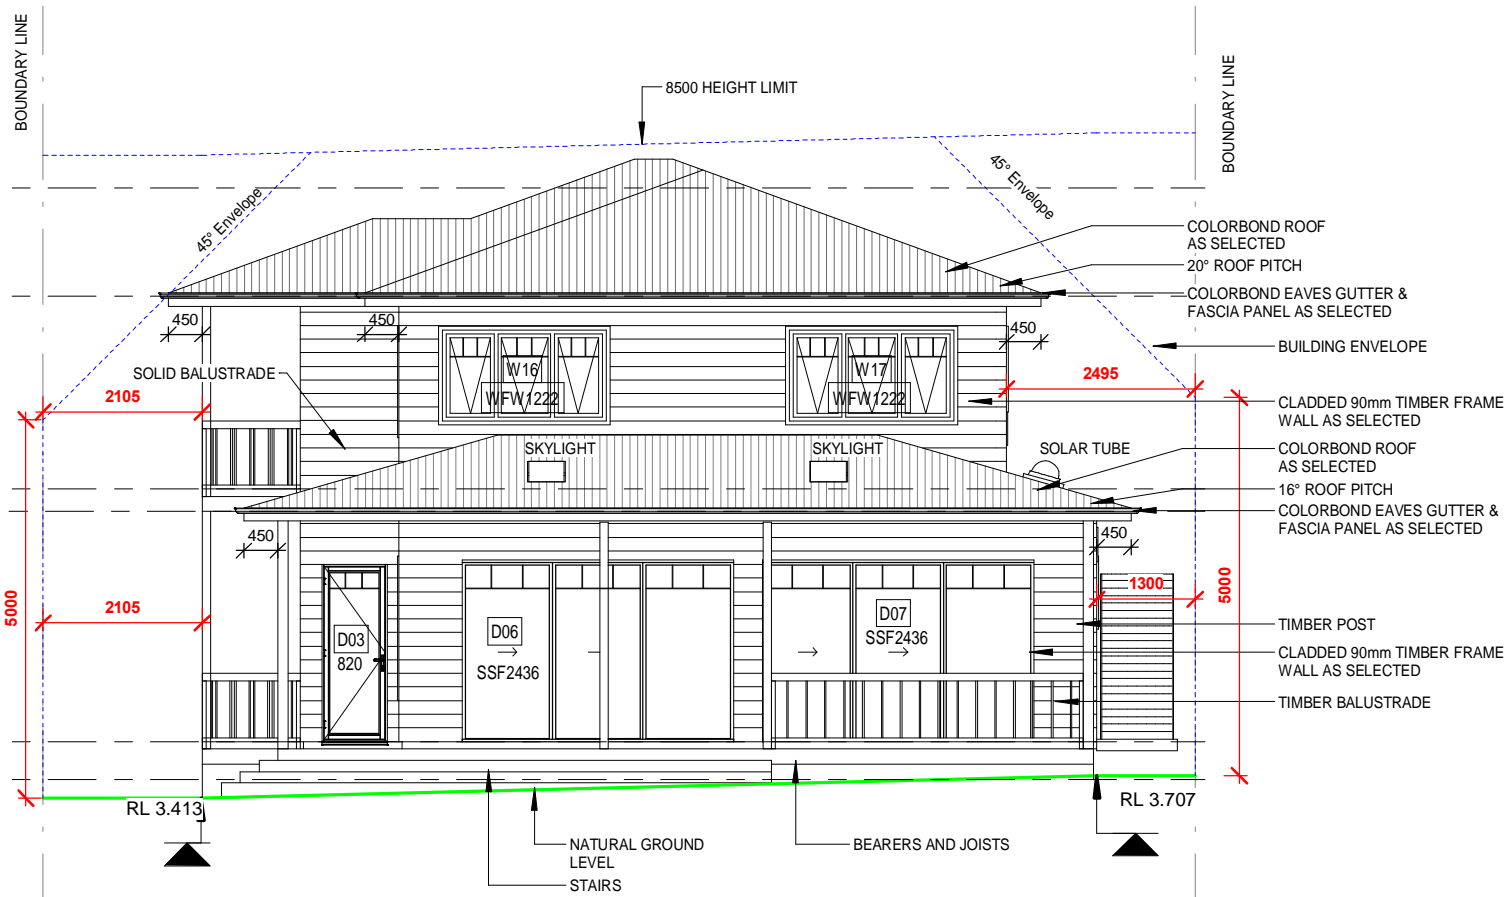 BOUNDARY LINE
8500 HEIGHT LIMIT
BOUNDARY LINE
45° Envelope
45° Envelope
COLORBOND ROOF
AS SELECTED
20° ROOF PITCH
COLORBOND EAVES GUTTER &
FASCIA PANEL AS SELECTED
450
450
450
BUILDING ENVELOPE
SOLID BALUSTRADE
W16
WFW1222
W17
WFW1222
2105
2495
CLADDED 90mm TIMBER FRAME
WALL AS SELECTED
SKYLIGHT
SKYLIGHT
SOLAR TUBE
COLORBOND ROOF
AS SELECTED
16° ROOF PITCH
COLORBOND EAVES GUTTER &
FASCIA PANEL AS SELECTED
450
450
5000
2105
1300
5000
D03
820
D06
SSF2436
D07
SSF2436
TIMBER POST
CLADDED 90mm TIMBER FRAME
WALL AS SELECTED
TIMBER BALUSTRADE
RL 3.413
RL 3.707
NATURAL GROUND
LEVEL
BEARERS AND JOISTS
STAIRS